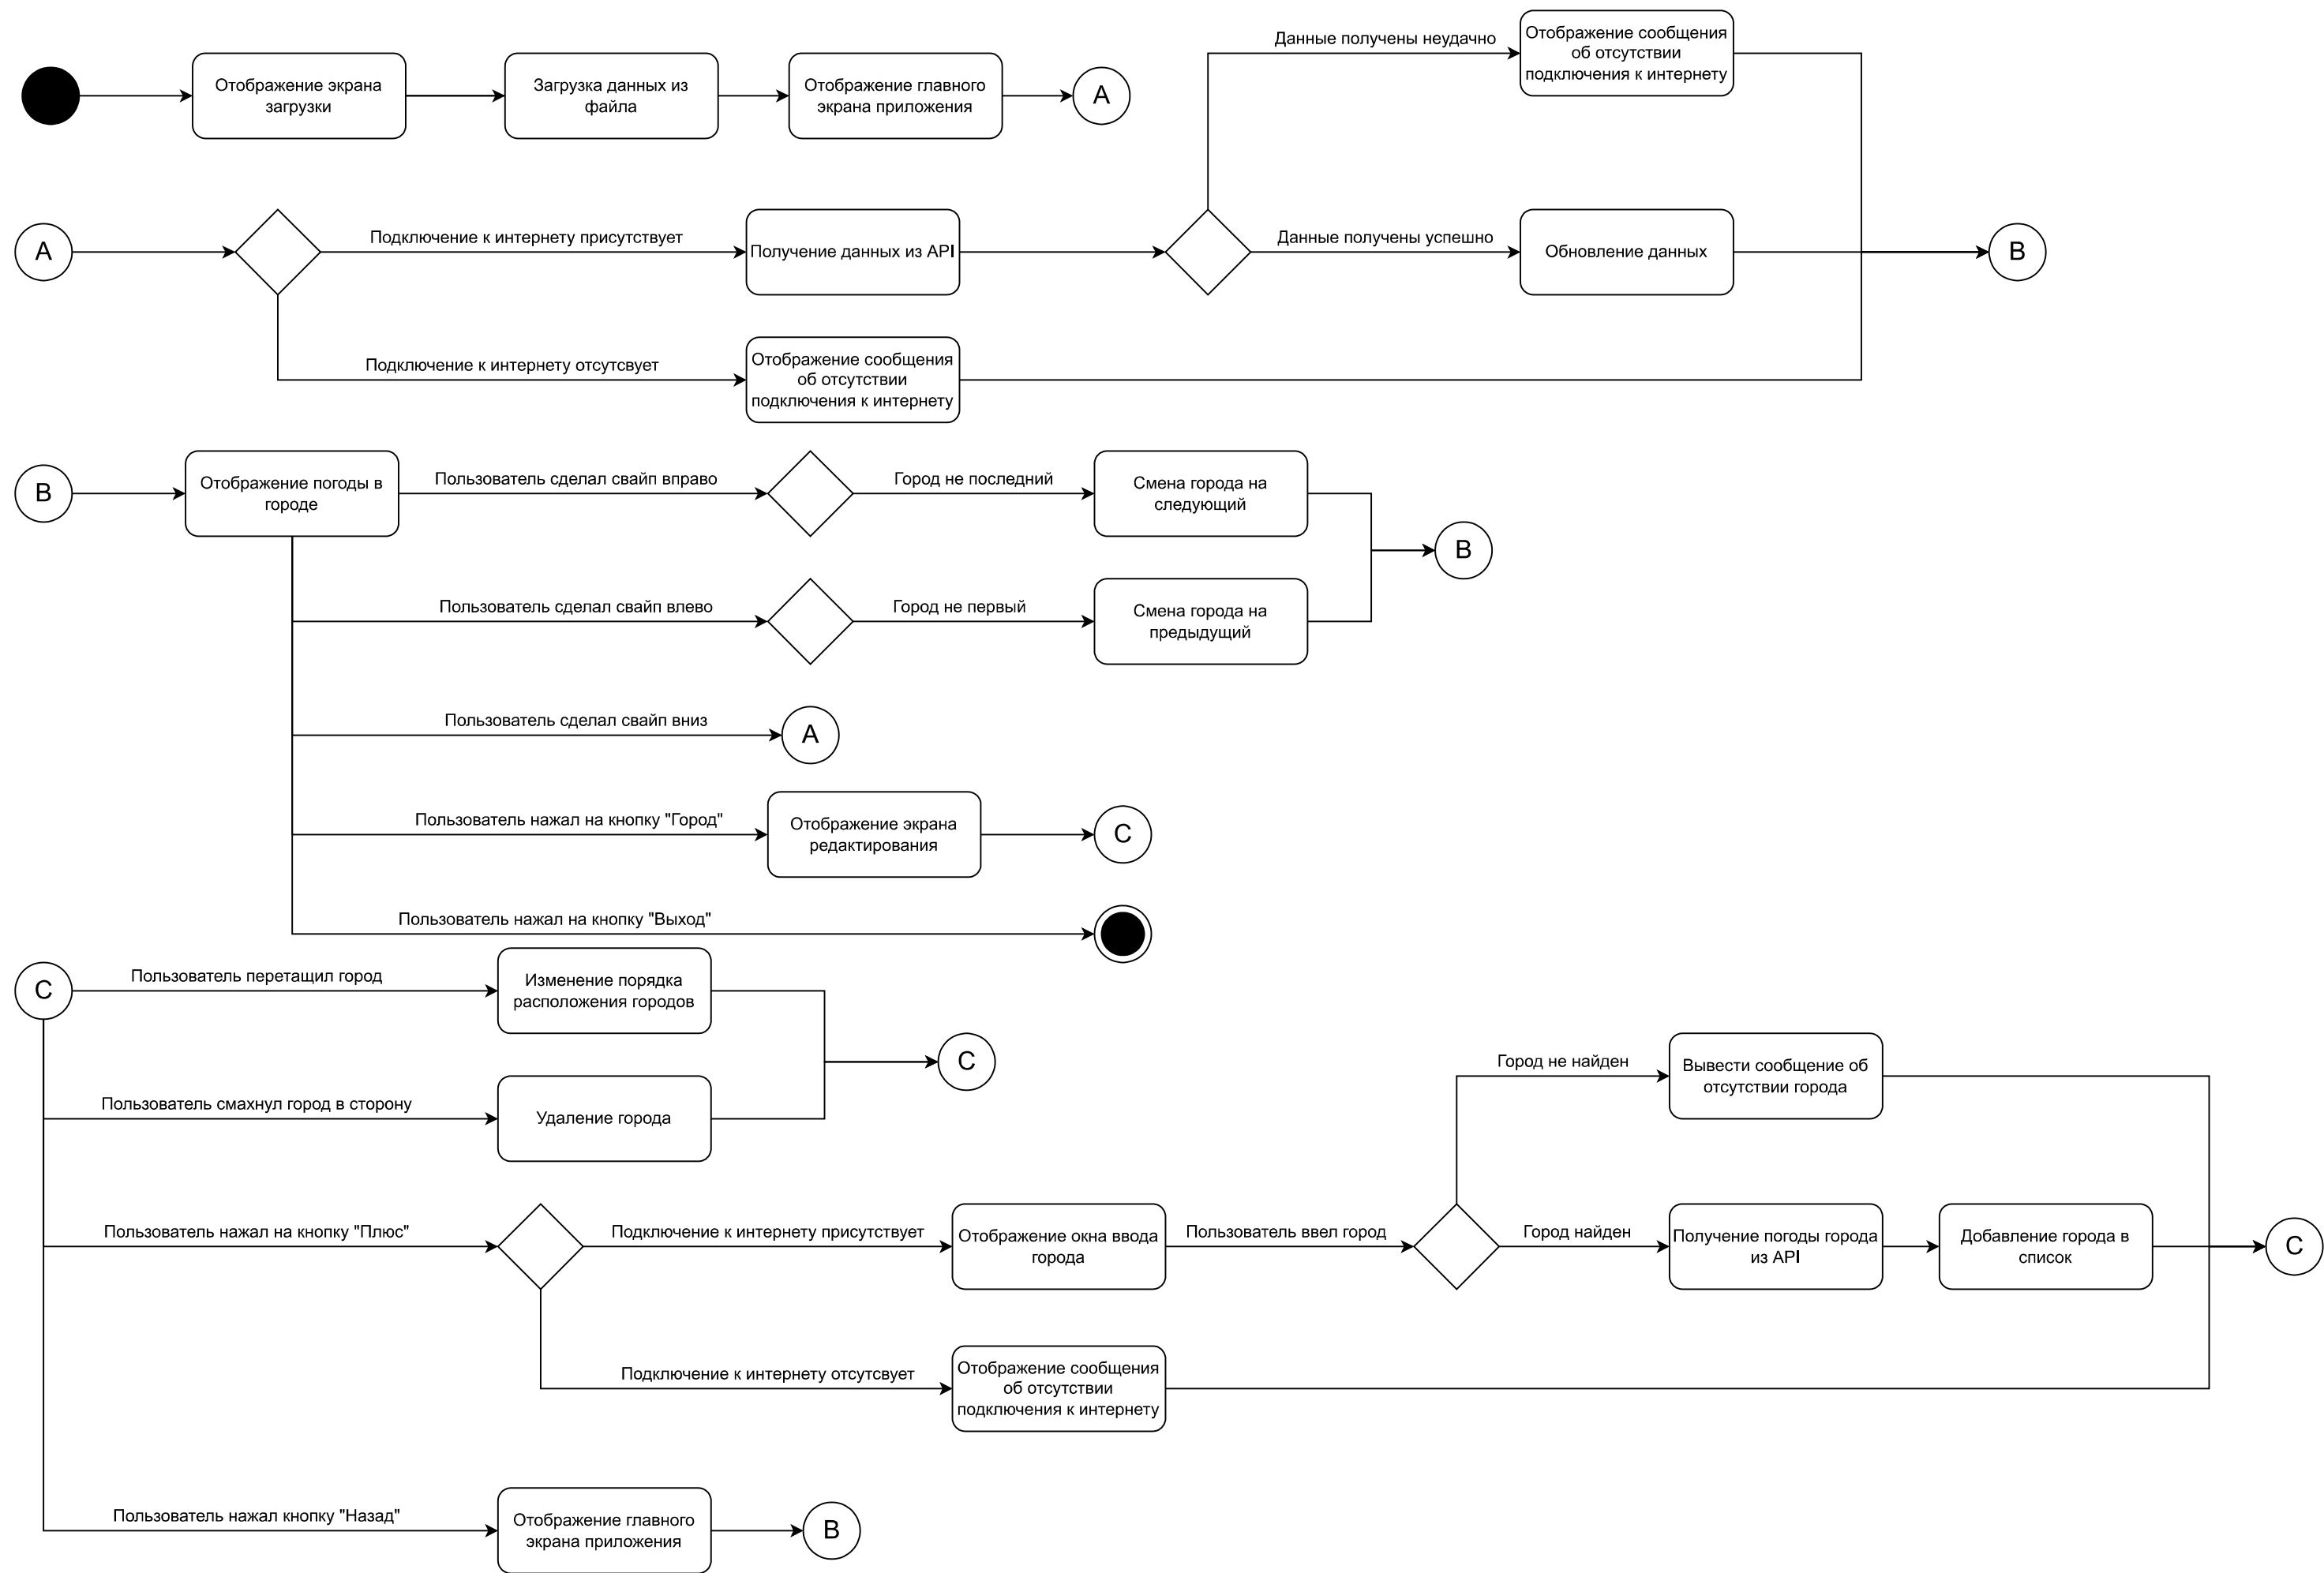 Данные получены неудачно
Отображение сообщения
об отсутствии
подключения к интернету
Отображение экрана
загрузки
Загрузка данных из
файла
Отображение главного
экрана приложения
A
A
Подключение к интернету присутствует
Получение данных из API
Данные получены успешно
Обновление данных
B
Подключение к интернету отсутсвует
Отображение сообщения
об отсутствии
подключения к интернету
B
Отображение погоды в
городе
Пользователь сделал свайп вправо
Город не последний
Смена города на
следующий
B
Пользователь сделал свайп влево
Город не первый
Смена города на
предыдущий
Пользователь сделал свайп вниз
A
Пользователь нажал на кнопку "Город"
Отображение экрана
редактирования
C
Пользователь нажал на кнопку "Выход"
C
Пользователь перетащил город
Изменение порядка
расположения городов
C
Пользователь смахнул город в сторону
Удаление города
Город не найден
Вывести сообщение об
отсутствии города
Пользователь нажал на кнопку "Плюс"
Подключение к интернету присутствует
Отображение окна ввода
города
Пользователь ввел город
Город найден
Получение погоды города
из API
Добавление города в
список
C
Подключение к интернету отсутсвует
Отображение сообщения
об отсутствии
подключения к интернету
Пользователь нажал кнопку "Назад"
Отображение главного
экрана приложения
B